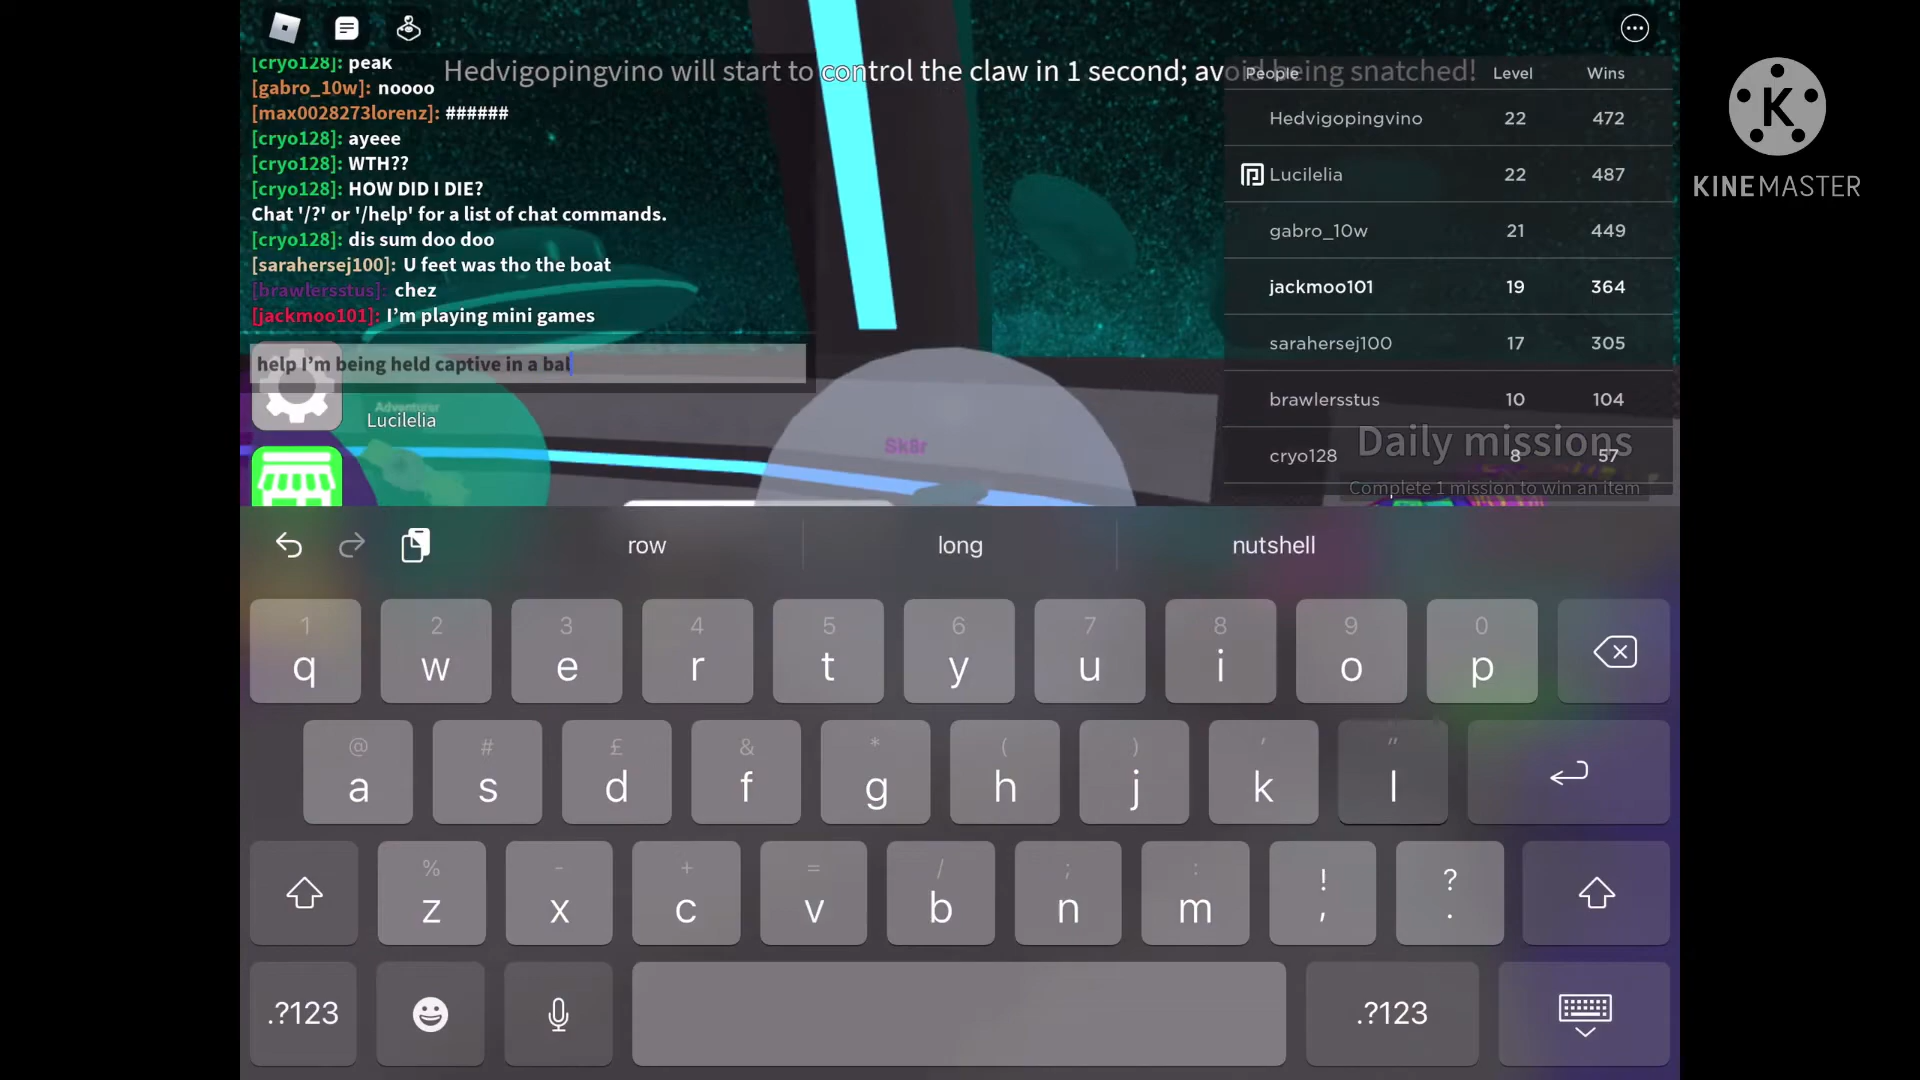 [cryo128]: peak
Hedvigopingvino will start to control the claw in 1 second; avoid being snatched!
[gabro_10w]: noooo
[max0028273lorenz]: ######
[cryo128]: ayeee
[cryo128]: WTH??
[cryo128]: HOW DID I DIE?
Chat '/?' or '/help' for a list of chat commands.
[cryo128]: dis sum doo doo
[sarahersej100]: U feet was tho the boat
[brawlersstus]: chez
[jackmoo101]: I'm playing mini games
help I'm being held captive in a bal
Adventurer
Lucilelia
Sk8r
People Level Wins
Hedvigopingvino 22 472
Lucilelia 22 487
gabro_10w 21 449
jackmoo101 19 364
sarahersej100 17 305
brawlersstus 10 104
cryo128 8 57
Daily missions
Complete 1 mission to win an item
K
KINEMASTER
row long nutshell
1 2 3 4 5 6 7 8 9 0
q w e r t y u i o p
@ # £ & * ( ) ' "
a s d f g h j k l
% - + = / ; : ! ?
z x c v b n m , .
.?123 .?123